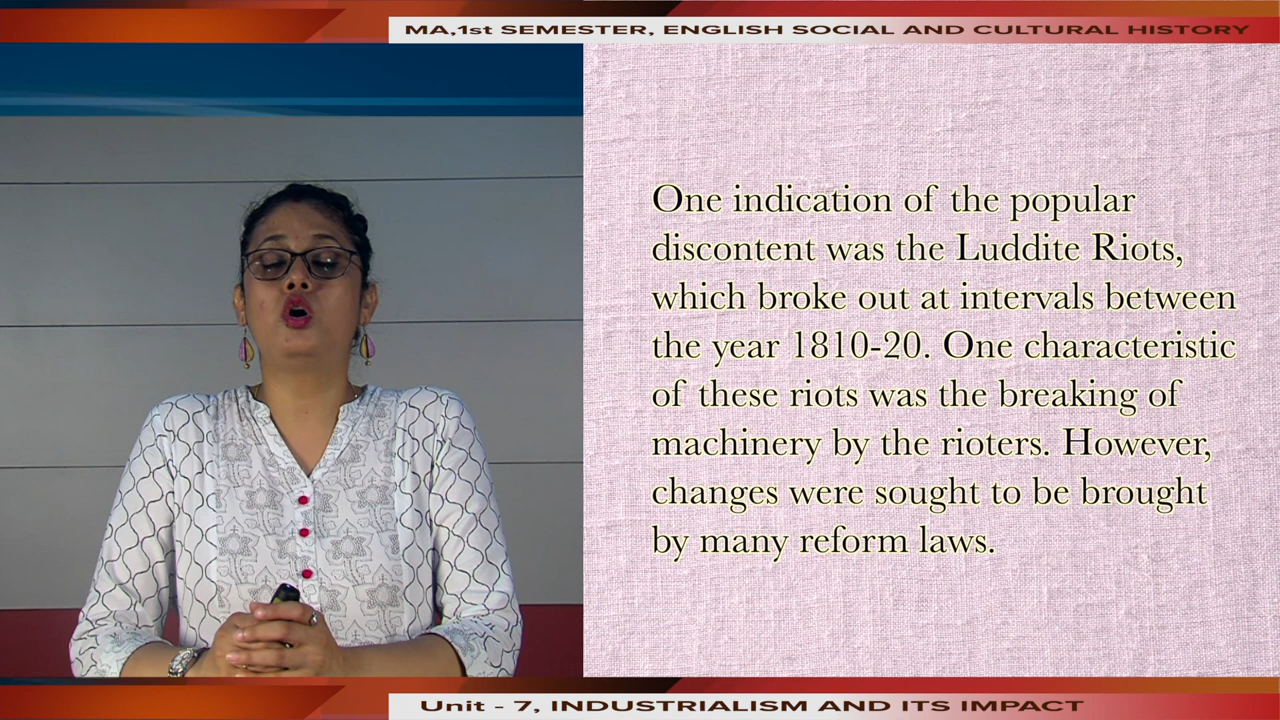 MA,1st SEMESTER, ENGLISH SOCIAL AND CULTURAL HISTORY
One indication of the popular
discontent was the Luddite Riots,
which broke out at intervals between
the year 1810-20. One characteristic
of these riots was the breaking of
machinery by the rioters. However,
changes were sought to be brought
by many reform laws.
Unit - 7, INDUSTRIALISM AND ITS IMPACT